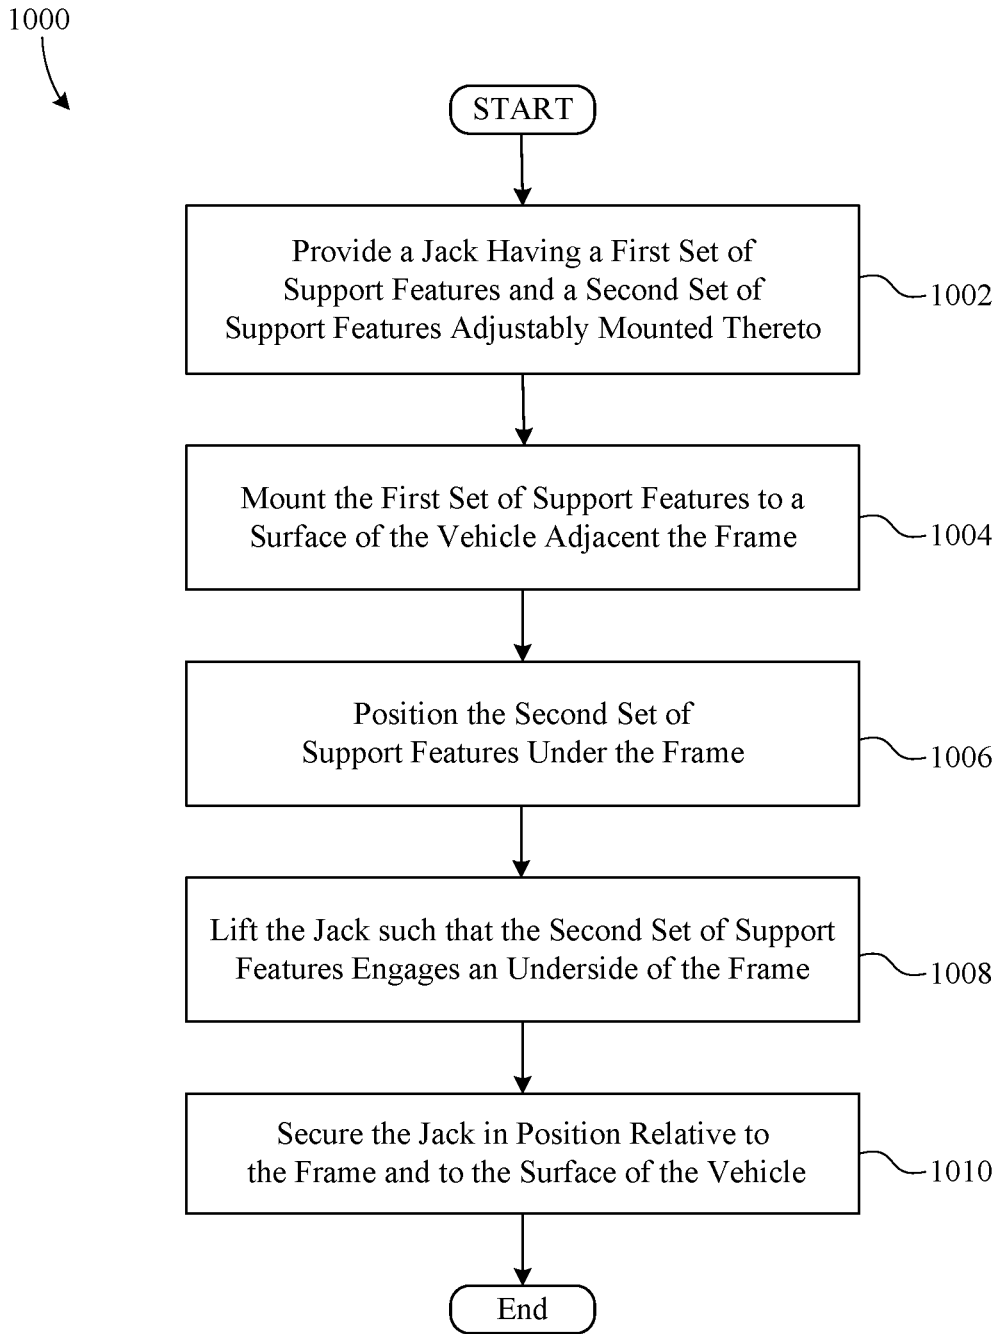 1000
START
Provide a Jack Having a First Set of
Support Features and a Second Set of
Support Features Adjustably Mounted Thereto
1002
Mount the First Set of Support Features to a
Surface of the Vehicle Adjacent the Frame
1004
Position the Second Set of
Support Features Under the Frame
1006
Lift the Jack such that the Second Set of Support
Features Engages an Underside of the Frame
1008
Secure the Jack in Position Relative to
the Frame and to the Surface of the Vehicle
1010
End